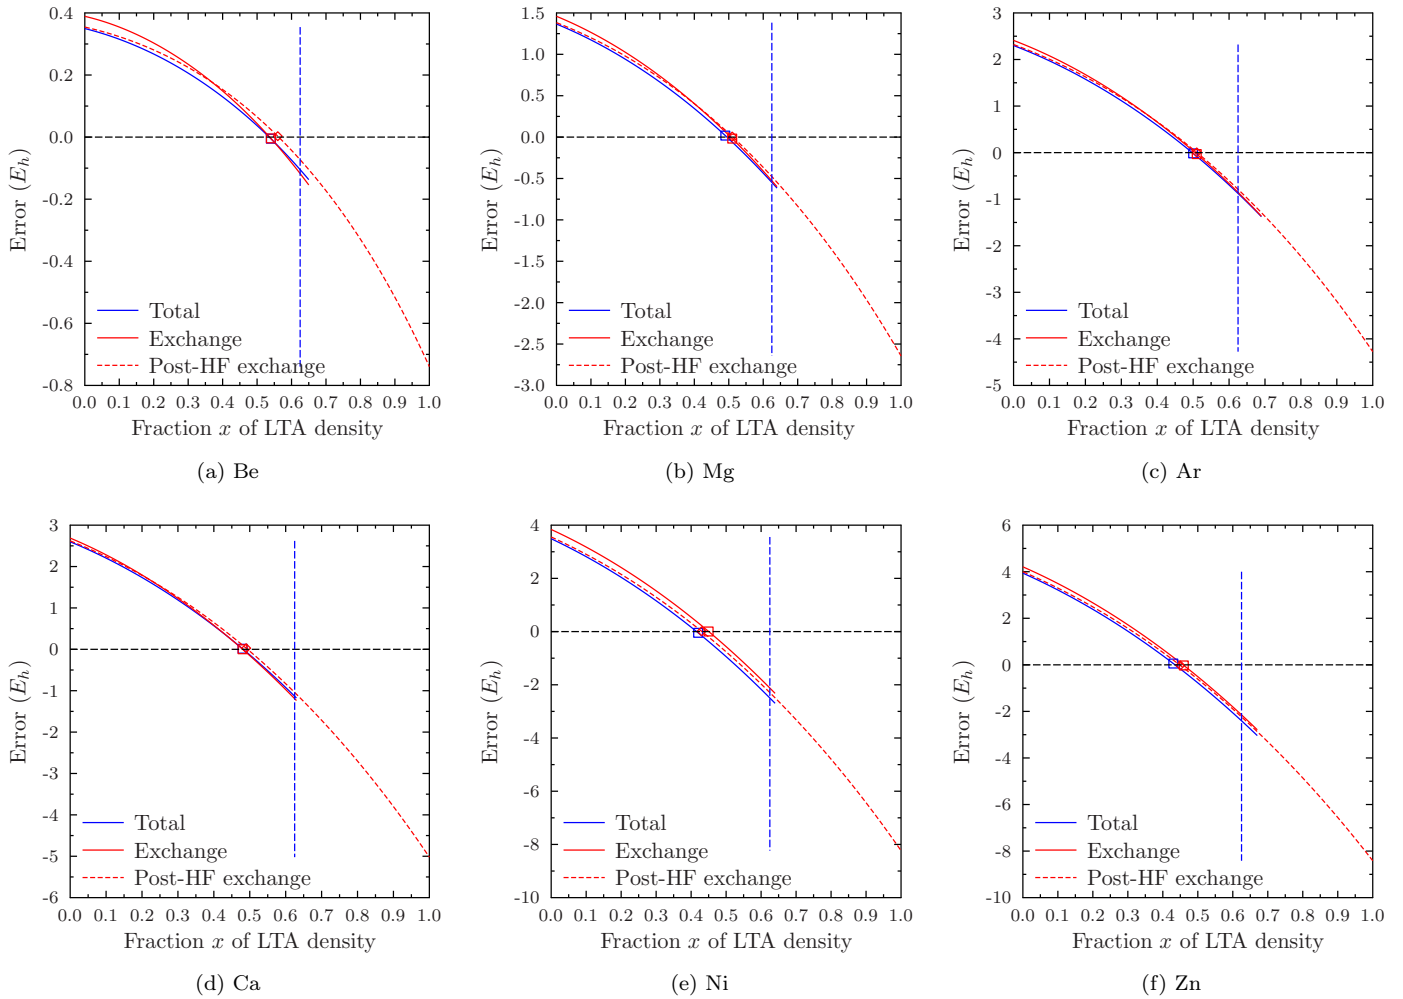 0.4
0.2
0.0
-0.2
-0.4
-0.6
-0.8
Error (E_h)
Total
Exchange
Post-HF exchange
0.0 0.1 0.2 0.3 0.4 0.5 0.6 0.7 0.8 0.9 1.0
Fraction x of LTA density
(a) Be
1.5
1.0
0.5
0.0
-0.5
-1.0
-1.5
-2.0
-2.5
-3.0
Error (E_h)
Total
Exchange
Post-HF exchange
0.0 0.1 0.2 0.3 0.4 0.5 0.6 0.7 0.8 0.9 1.0
Fraction x of LTA density
(b) Mg
3
2
1
0
-1
-2
-3
-4
-5
Error (E_h)
Total
Exchange
Post-HF exchange
0.0 0.1 0.2 0.3 0.4 0.5 0.6 0.7 0.8 0.9 1.0
Fraction x of LTA density
(c) Ar
3
2
1
0
-1
-2
-3
-4
-5
-6
Error (E_h)
Total
Exchange
Post-HF exchange
0.0 0.1 0.2 0.3 0.4 0.5 0.6 0.7 0.8 0.9 1.0
Fraction x of LTA density
(d) Ca
4
2
0
-2
-4
-6
-8
-10
Error (E_h)
Total
Exchange
Post-HF exchange
0.0 0.1 0.2 0.3 0.4 0.5 0.6 0.7 0.8 0.9 1.0
Fraction x of LTA density
(e) Ni
6
4
2
0
-2
-4
-6
-8
-10
Error (E_h)
Total
Exchange
Post-HF exchange
0.0 0.1 0.2 0.3 0.4 0.5 0.6 0.7 0.8 0.9 1.0
Fraction x of LTA density
(f) Zn